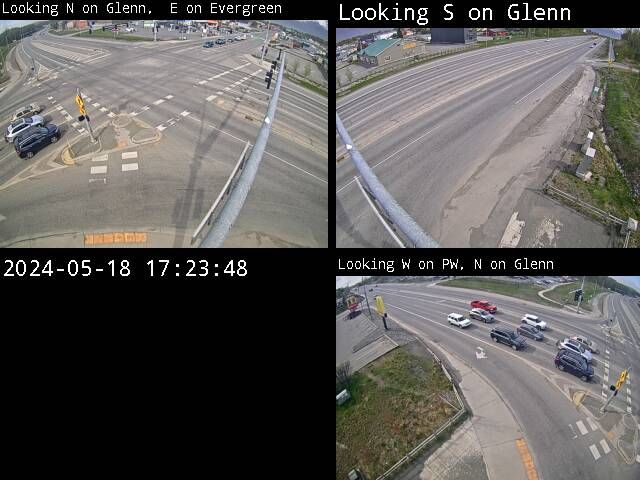 Looking N on Glenn,  E on Evergreen
Looking S on Glenn
2024-05-18 17:23:48
Looking W on PW, N on Glenn